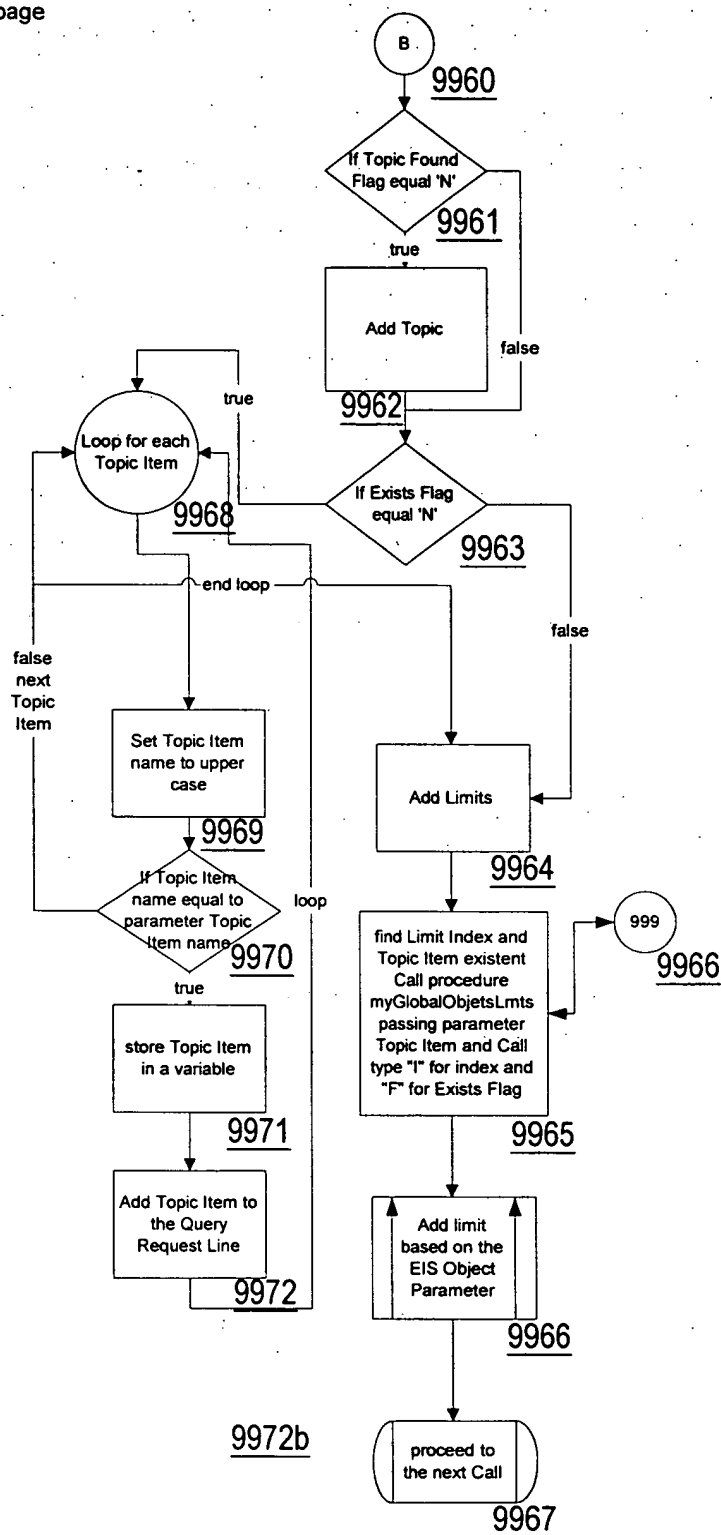 page
B
9960
If Topic Found
Flag equal 'N'
9961
true
Add Topic
false
9962
true
Loop for each
Topic Item
9968
If Exists Flag
equal 'N'
9963
end loop
false
false
next
Topic
Item
Set Topic Item
name to upper
case
9969
Add Limits
9964
If Topic Item
name equal to
parameter Topic
Item name
9970
loop
true
find Limit Index and
Topic Item existent
Call procedure
myGlobalObjetsLmts
passing parameter
Topic Item and Call
type "I" for index and
"F" for Exists Flag
9965
999
9966
store Topic Item
in a variable
9971
Add Topic Item to
the Query
Request Line
9972
Add limit
based on the
EIS Object
Parameter
9966
9972b
proceed to
the next Call
9967